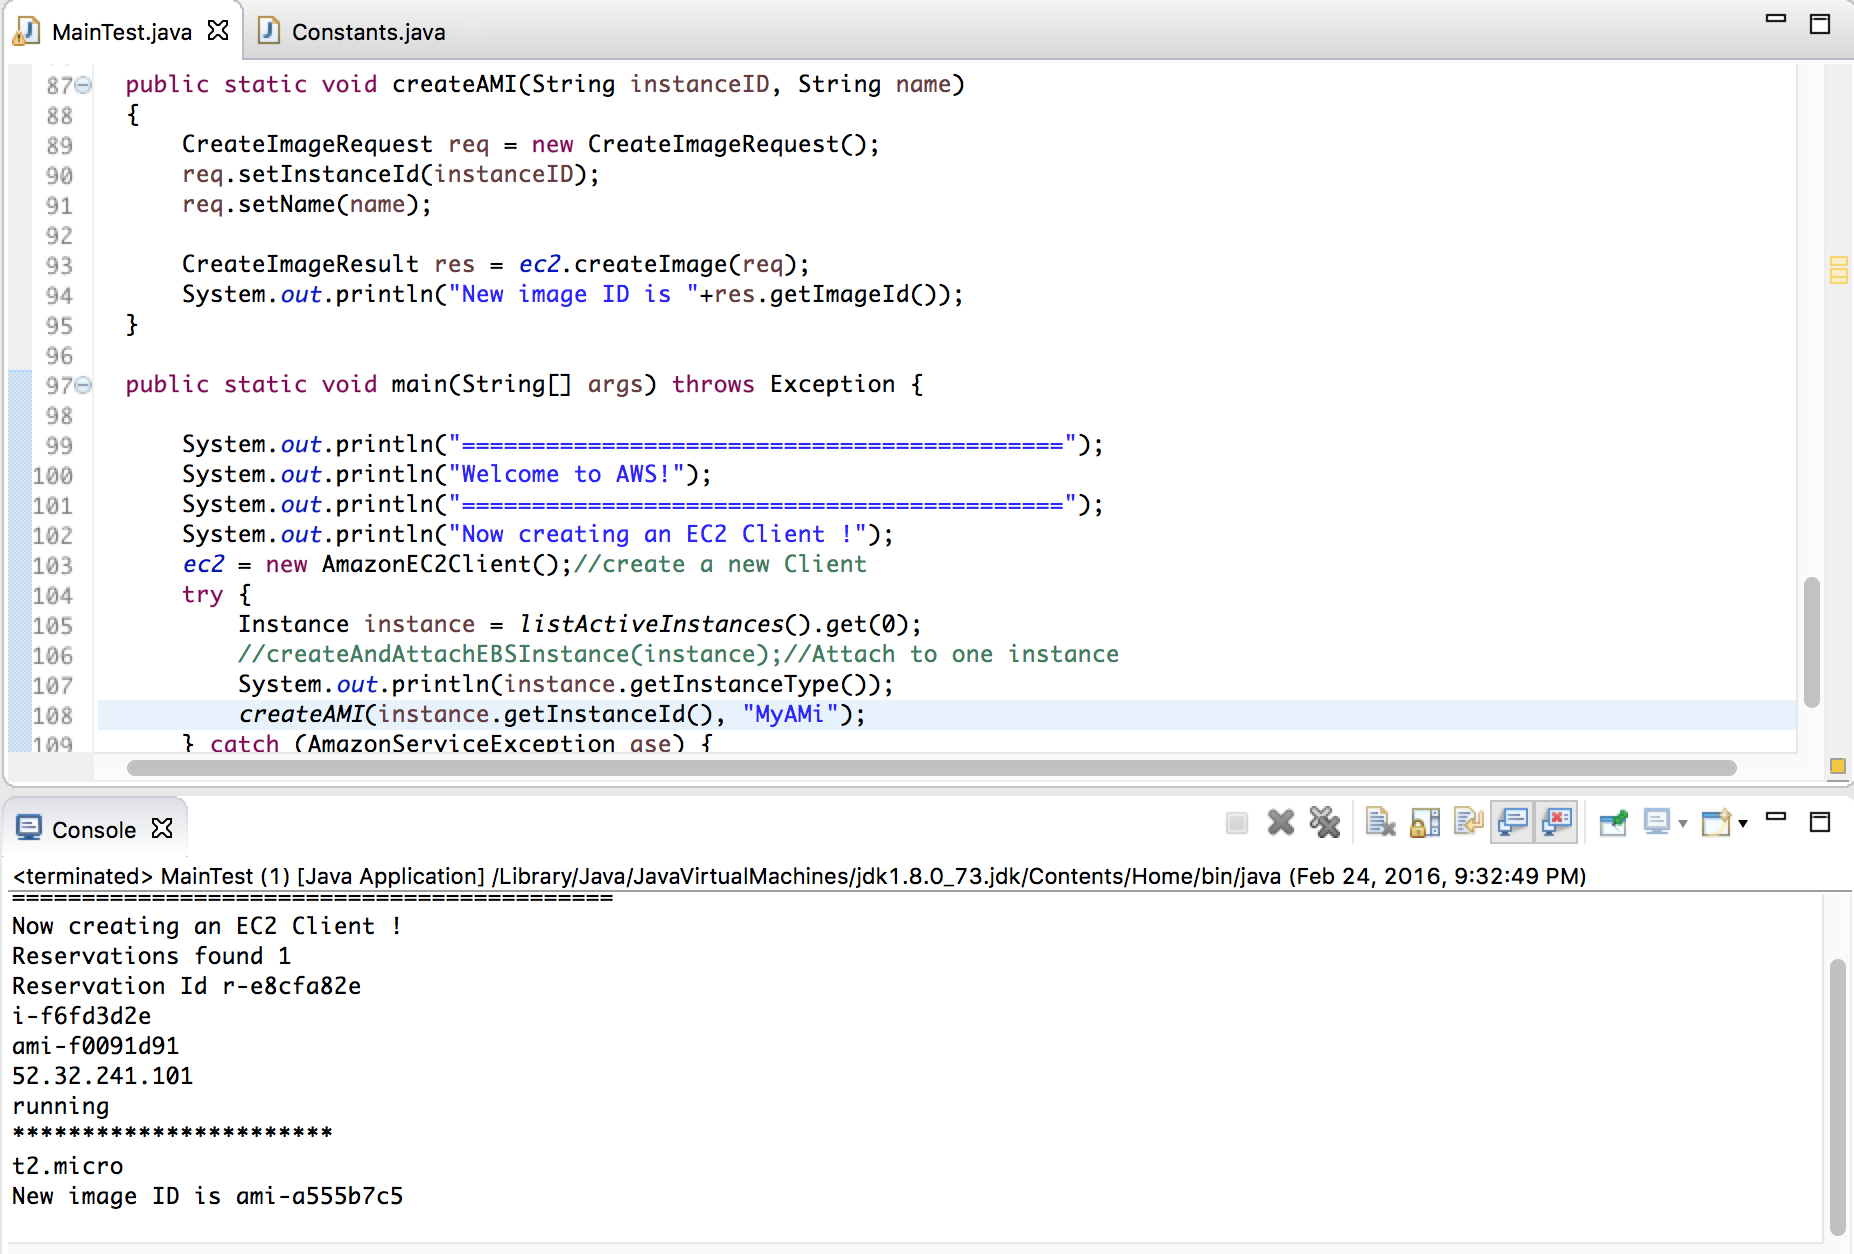 MainTest.java Constants.java
87 public static void createAMI(String instanceID, String name)
88 {
89 CreateImageRequest req = new CreateImageRequest();
90 req.setInstanceId(instanceID);
91 req.setName(name);
92
93 CreateImageResult res = ec2.createImage(req);
94 System.out.println("New image ID is "+res.getImageId());
95 }
96
97 public static void main(String[] args) throws Exception {
98
99 System.out.println("===========================================");
100 System.out.println("Welcome to AWS!");
101 System.out.println("===========================================");
102 System.out.println("Now creating an EC2 Client !");
103 ec2 = new AmazonEC2Client();//create a new Client
104 try {
105 Instance instance = listActiveInstances().get(0);
106 //createAndAttachEBSInstance(instance);//Attach to one instance
107 System.out.println(instance.getInstanceType());
108 createAMI(instance.getInstanceId(), "MyAMi");
109 } catch (AmazonServiceException ase) {
Console
<terminated> MainTest (1) [Java Application] /Library/Java/JavaVirtualMachines/jdk1.8.0_73.jdk/Contents/Home/bin/java (Feb 24, 2016, 9:32:49 PM)
===========================================
Now creating an EC2 Client !
Reservations found 1
Reservation Id r-e8cfa82e
i-f6fd3d2e
ami-f0091d91
52.32.241.101
running
***********************
t2.micro
New image ID is ami-a555b7c5